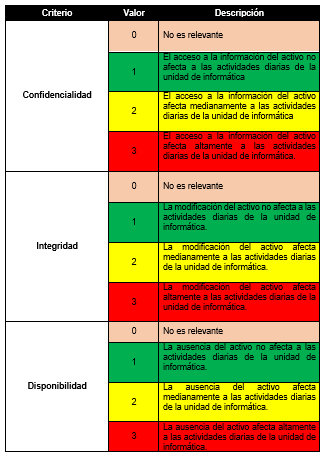 Criterio Valor Descripción
Confidencialidad
0 No es relevante
1 El acceso a la información del activo no
afecta a las actividades diarias de la
unidad de informática
2 El acceso a la información del activo
afecta medianamente a las actividades
diarias de la unidad de informática
3 El acceso a la información del activo
afecta altamente a las actividades
diarias de la unidad de informática.
Integridad
0 No es relevante
1 La modificación del activo no afecta a las
actividades diarias de la unidad de
informática.
2 La modificación del activo afecta
medianamente a las actividades diarias
de la unidad de informática.
3 La modificación del activo afecta
altamente a las actividades diarias de la
unidad de informática.
Disponibilidad
0 No es relevante
1 La ausencia del activo no afecta a las
actividades diarias de la unidad de
informática.
2 La ausencia del activo afecta
medianamente a las actividades diarias
de la unidad de informática.
3 La ausencia del activo afecta altamente
a las actividades diarias de la unidad de
informática.